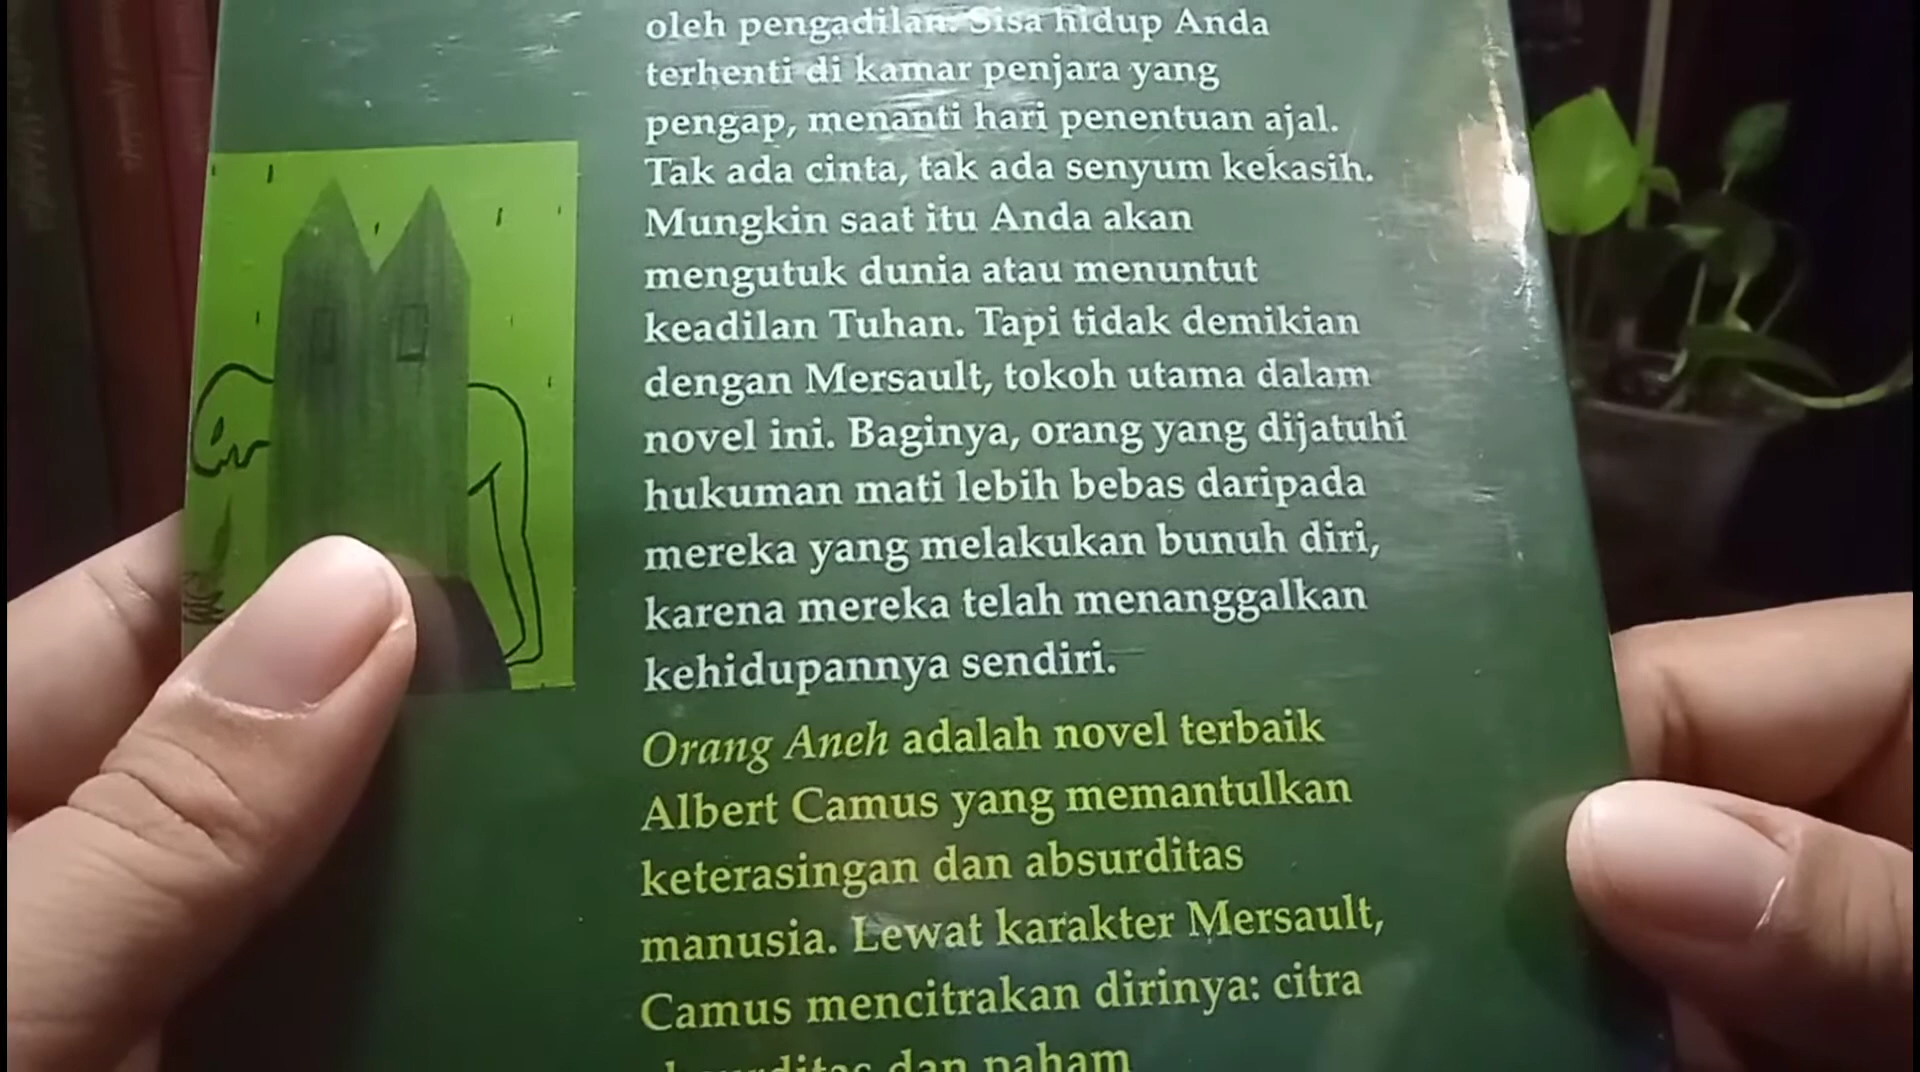 oleh pengadilan. Sisa hidup Anda
terhenti di kamar penjara yang
pengap, menanti hari penentuan ajal.
Tak ada cinta, tak ada senyum kekasih.
Mungkin saat itu Anda akan
mengutuk dunia atau menuntut
keadilan Tuhan. Tapi tidak demikian
dengan Mersault, tokoh utama dalam
novel ini. Baginya, orang yang dijatuhi
hukuman mati lebih bebas daripada
mereka yang melakukan bunuh diri,
karena mereka telah menanggalkan
kehidupannya sendiri.
Orang Aneh adalah novel terbaik
Albert Camus yang memantulkan
keterasingan dan absurditas
manusia. Lewat karakter Mersault,
Camus mencitrakan dirinya: citra
dan paham